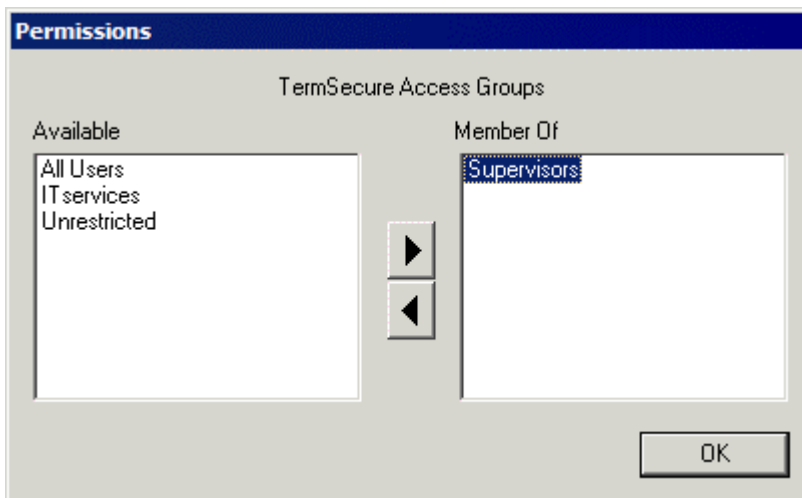 Permissions
TermSecure Access Groups
Available
Member Of
All Users
ITservices
Unrestricted
Supervisors
OK